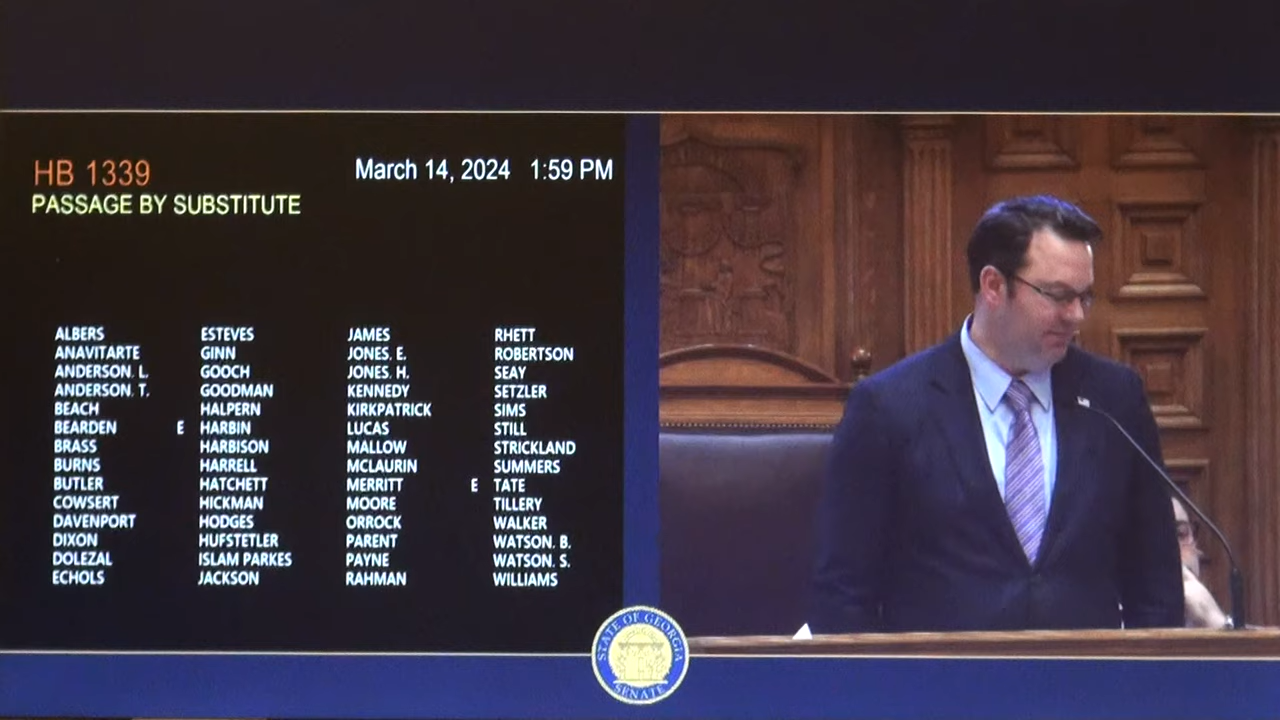 HB 1339
March 14, 2024 1:59 PM
PASSAGE BY SUBSTITUTE
ALBERS
ANAVITARTE
ANDERSON. L.
ANDERSON. T.
BEACH
BEARDEN
BRASS
BURNS
BUTLER
COWSERT
DAVENPORT
DIXON
DOLEZAL
ECHOLS
ESTEVES
GINN
GOOCH
GOODMAN
HALPERN
E HARBIN
HARBISON
HARRELL
HATCHETT
HICKMAN
HODGES
HUFSTETLER
ISLAM PARKES
JACKSON
JAMES
JONES. E.
JONES. H.
KENNEDY
KIRKPATRICK
LUCAS
MALLOW
MCLAURIN
MERRITT
MOORE
ORROCK
PARENT
PAYNE
RAHMAN
RHETT
ROBERTSON
SEAY
SETZLER
SIMS
STILL
STRICKLAND
SUMMERS
E TATE
TILLERY
WALKER
WATSON. B.
WATSON. S.
WILLIAMS
STATE OF GEORGIA
SENATE